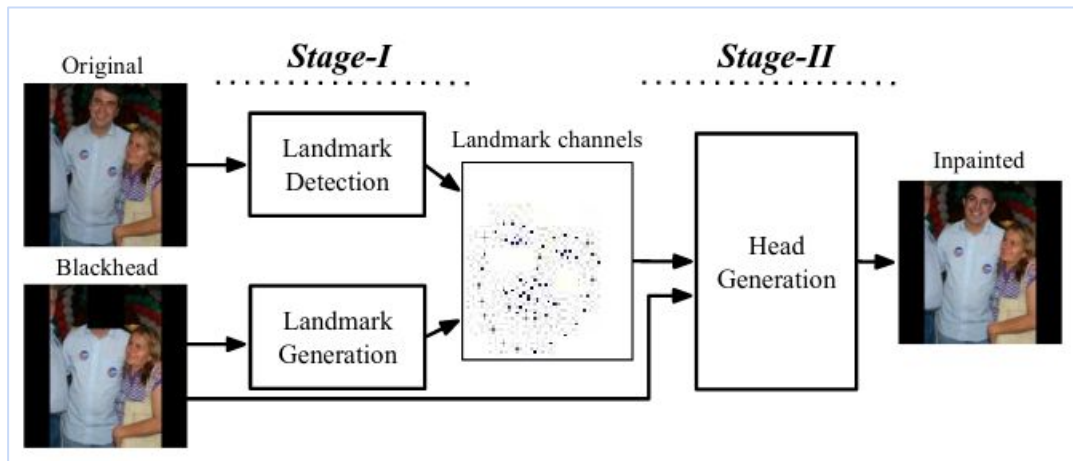 Stage-I
Stage-II
Original
Landmark
Detection
Landmark channels
Inpainted
Blackhead
Landmark
Generation
Head
Generation